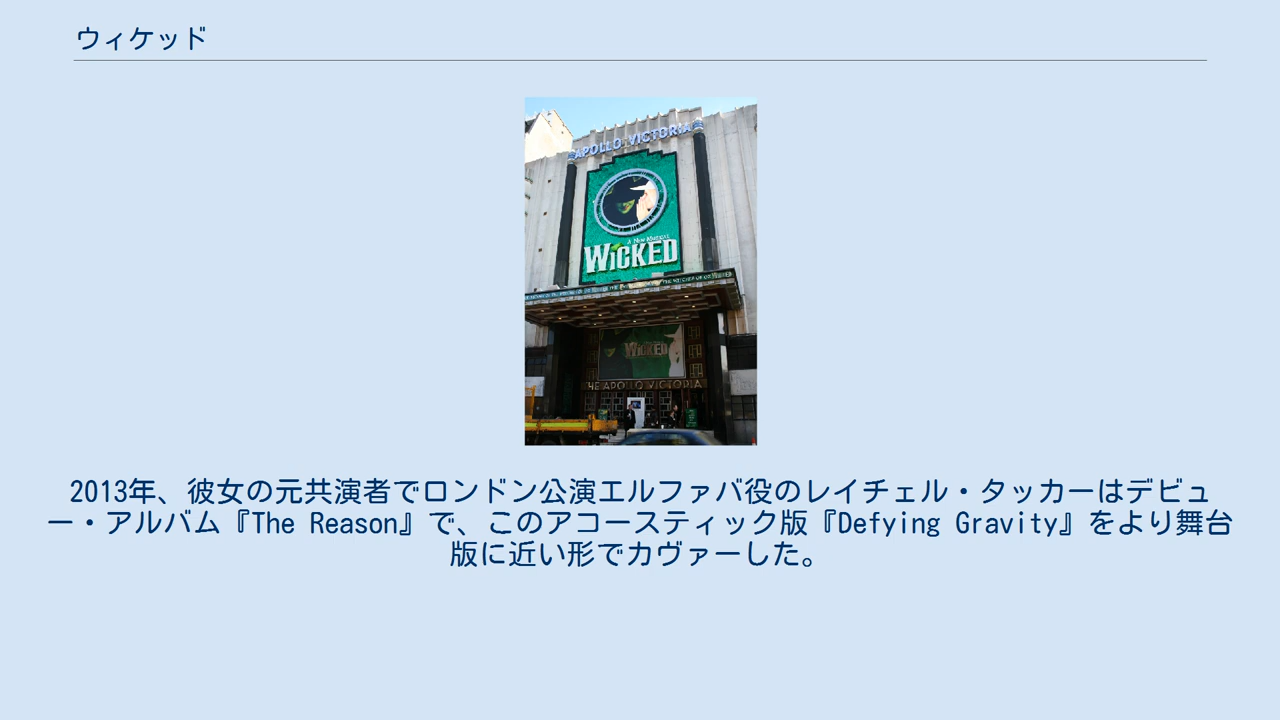 ウィケッド
APOLLO VICTORIA
A New Musical
WICKED
WICKED
THE APOLLO VICTORIA
2013年、彼女の元共演者でロンドン公演エルファバ役のレイチェル・タッカーはデビュ
ー・アルバム『The Reason』で、このアコースティック版『Defying Gravity』をより舞台
版に近い形でカヴァーした。